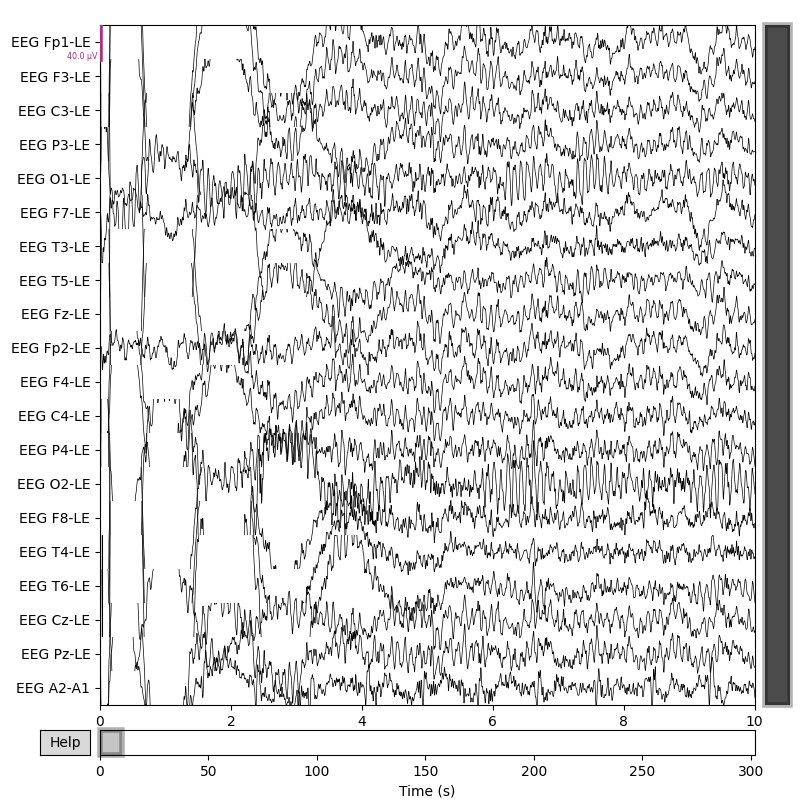 EEG Fp1-LE
40.0 µV
EEG F3-LE
EEG C3-LE
EEG P3-LE
EEG O1-LE
EEG F7-LE
EEG T3-LE
EEG T5-LE
EEG Fz-LE
EEG Fp2-LE
EEG F4-LE
EEG C4-LE
EEG P4-LE
EEG O2-LE
EEG F8-LE
EEG T4-LE
EEG T6-LE
EEG Cz-LE
EEG Pz-LE
EEG A2-A1
0 2 4 6 8 10
Help
0 50 100 150 200 250 300
Time (s)